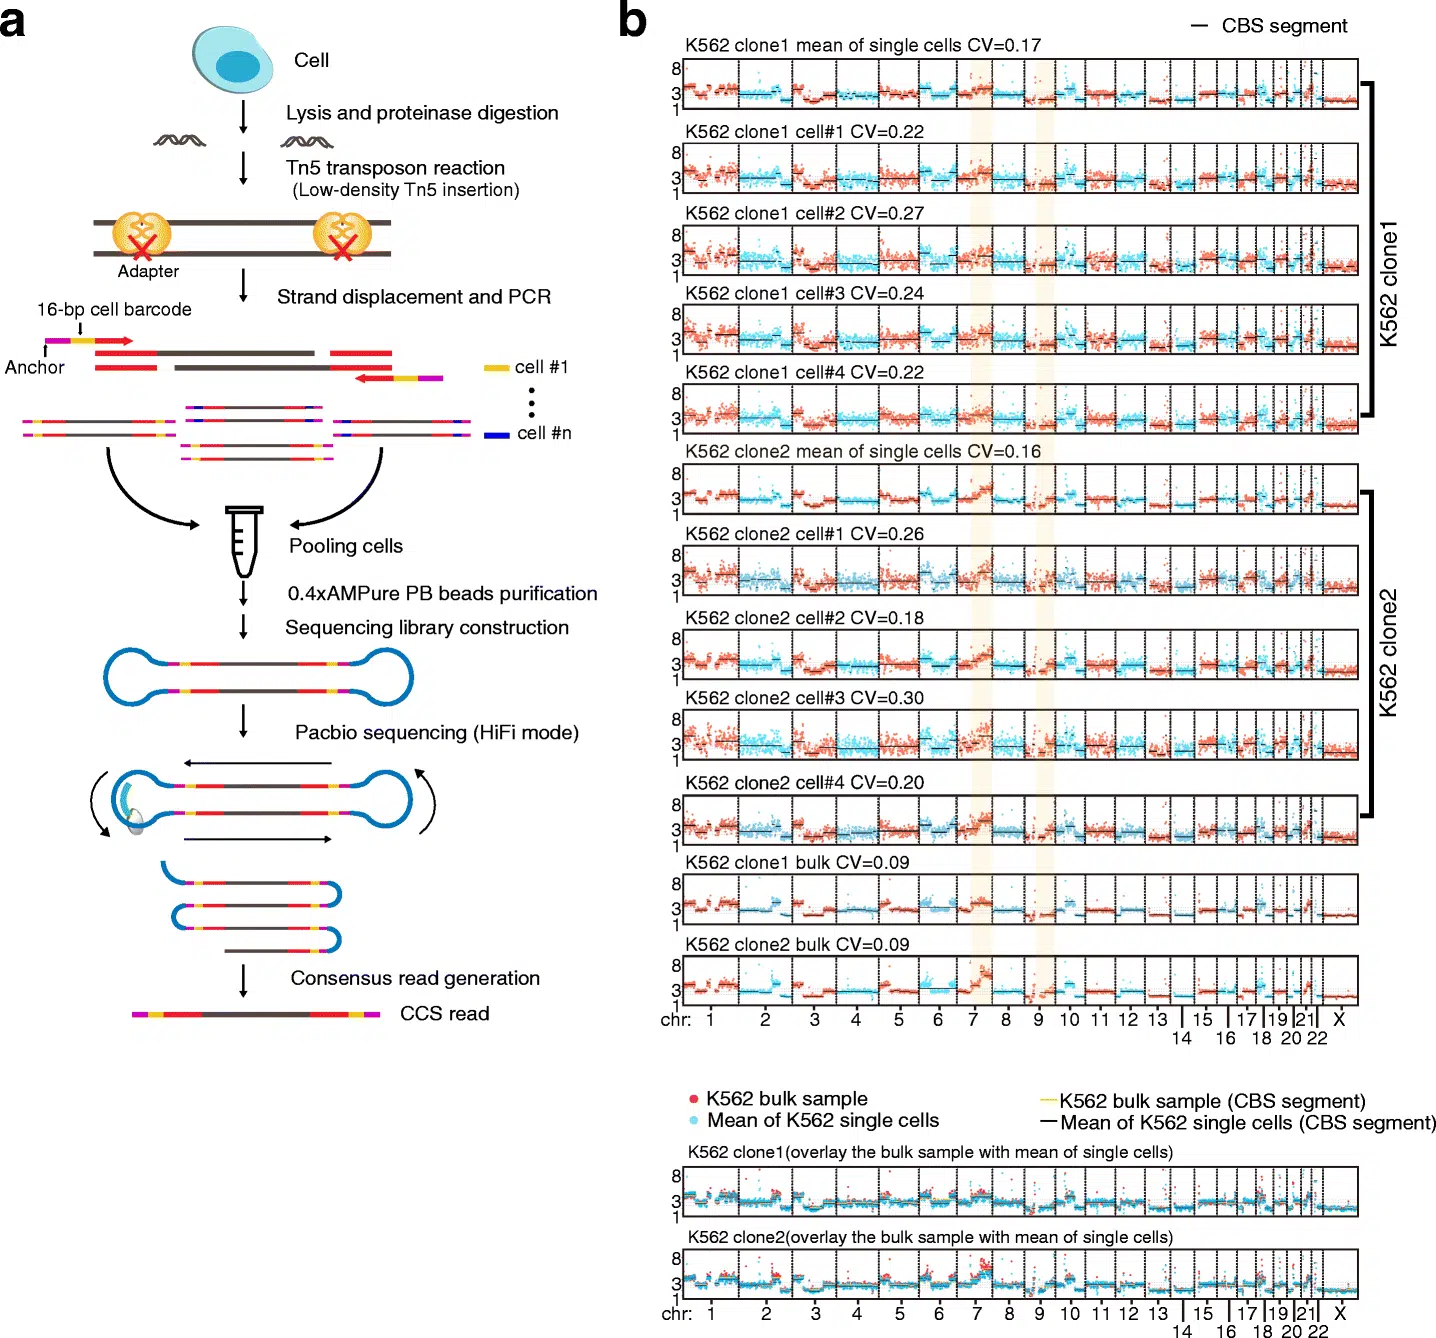 a
Cell
Lysis and proteinase digestion
Tn5 transposon reaction
(Low-density Tn5 insertion)
Adapter
Strand displacement and PCR
16-bp cell barcode
Anchor
cell #1
cell #n
Pooling cells
0.4xAMPure PB beads purification
Sequencing library construction
Pacbio sequencing (HiFi mode)
Consensus read generation
CCS read
b
CBS segment
K562 clone1 mean of single cells CV=0.17
8
3
1
K562 clone1 cell#1 CV=0.22
8
3
1
K562 clone1 cell#2 CV=0.27
8
3
1
K562 clone1 cell#3 CV=0.24
8
3
1
K562 clone1 cell#4 CV=0.22
8
3
1
K562 clone1
K562 clone2 mean of single cells CV=0.16
8
3
1
K562 clone2 cell#1 CV=0.26
8
3
1
K562 clone2 cell#2 CV=0.18
8
3
1
K562 clone2 cell#3 CV=0.30
8
3
1
K562 clone2 cell#4 CV=0.20
8
3
1
K562 clone2
K562 clone1 bulk CV=0.09
8
3
1
K562 clone2 bulk CV=0.09
8
3
1
chr: 1 2 3 4 5 6 7 8 9 10 11 12 13 15 17 19 21 X
14 16 18 20 22
K562 bulk sample
Mean of K562 single cells
K562 bulk sample (CBS segment)
Mean of K562 single cells (CBS segment)
K562 clone1(overlay the bulk sample with mean of single cells)
8
3
1
K562 clone2(overlay the bulk sample with mean of single cells)
8
3
1
chr: 1 2 3 4 5 6 7 8 9 10 11 12 13 15 17 19 21 X
14 16 18 20 22